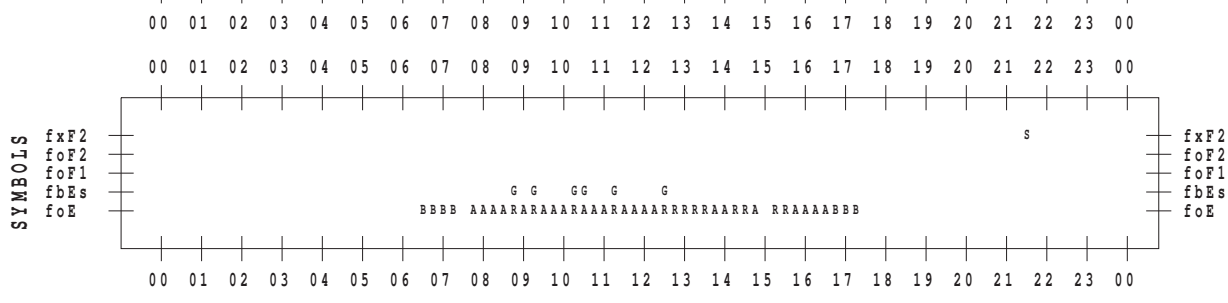 00 01 02 03 04 05 06 07 08 09 10 11 12 13 14 15 16 17 18 19 20 21 22 23 00
00 01 02 03 04 05 06 07 08 09 10 11 12 13 14 15 16 17 18 19 20 21 22 23 00
SYMBOLS
fxF2 S fxF2
foF2 foF2
foF1 foF1
fbEs G G GG G G fbEs
foE BBBB AAAARARAAARAAARAAAARRRRRAARRA RRAAAABBB foE
00 01 02 03 04 05 06 07 08 09 10 11 12 13 14 15 16 17 18 19 20 21 22 23 00